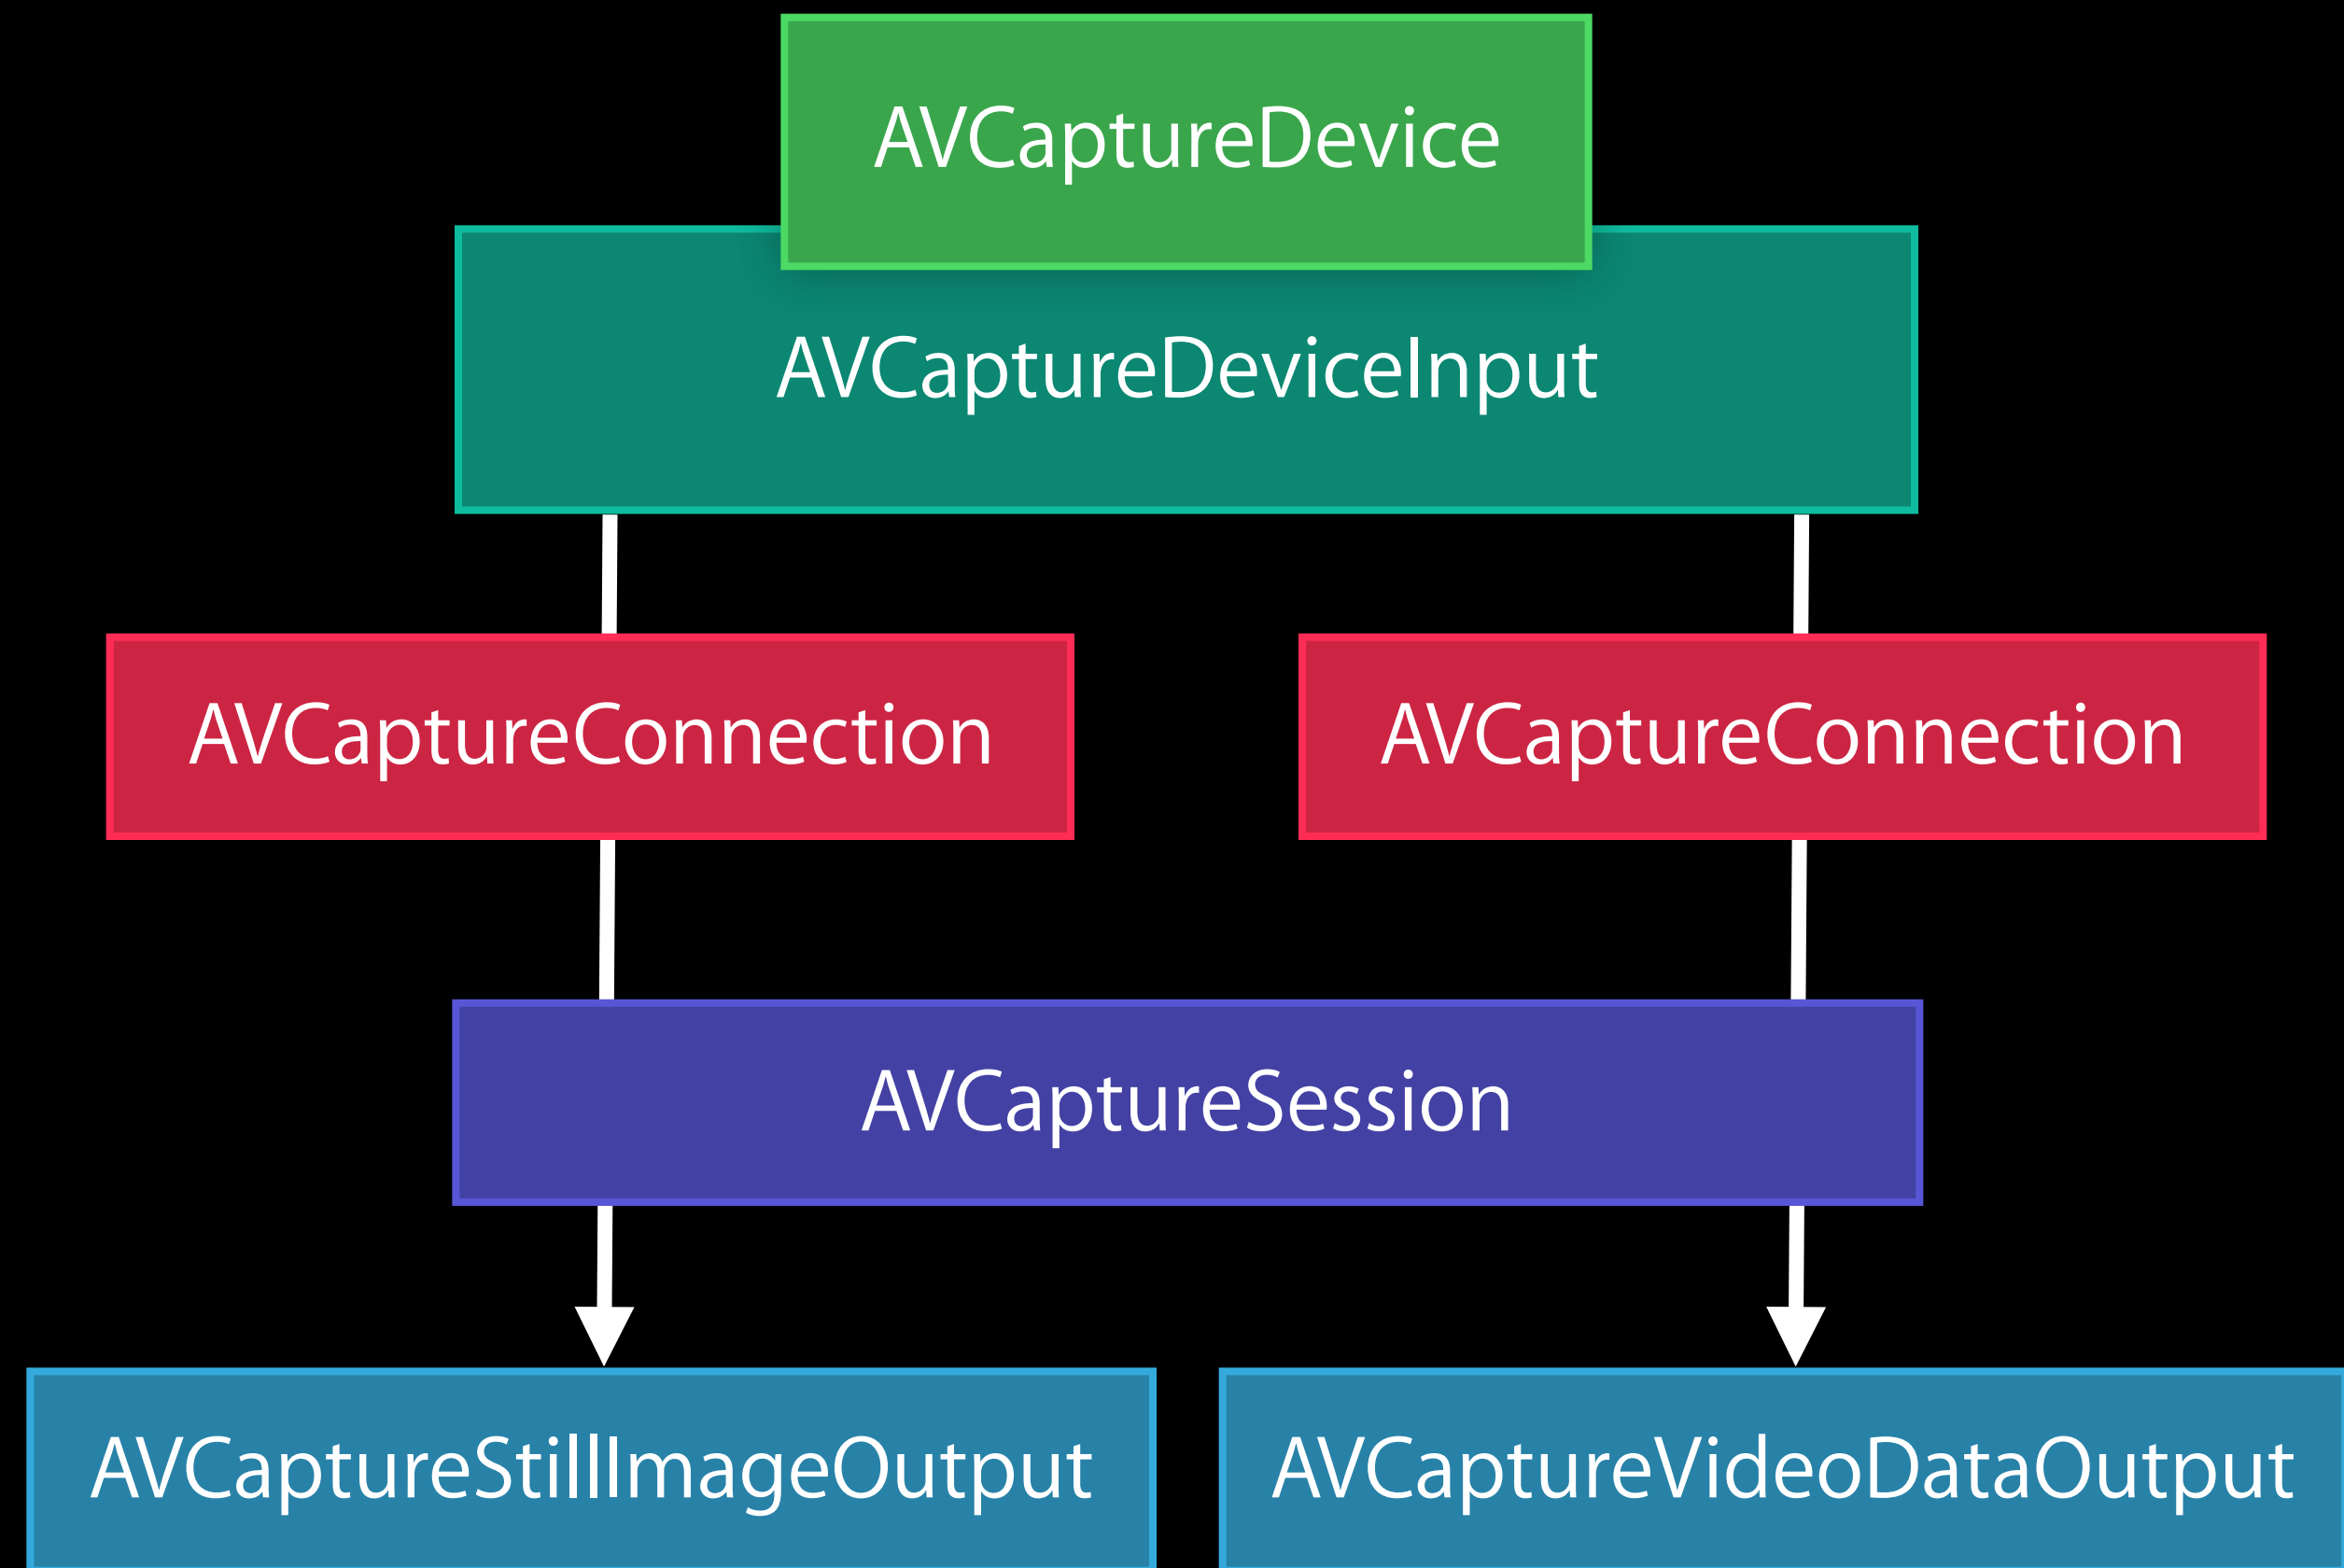 AVCaptureDevice
AVCaptureDeviceInput
AVCaptureConnection
AVCaptureConnection
AVCaptureSession
AVCaptureStillImageOutput
AVCaptureVideoDataOutput